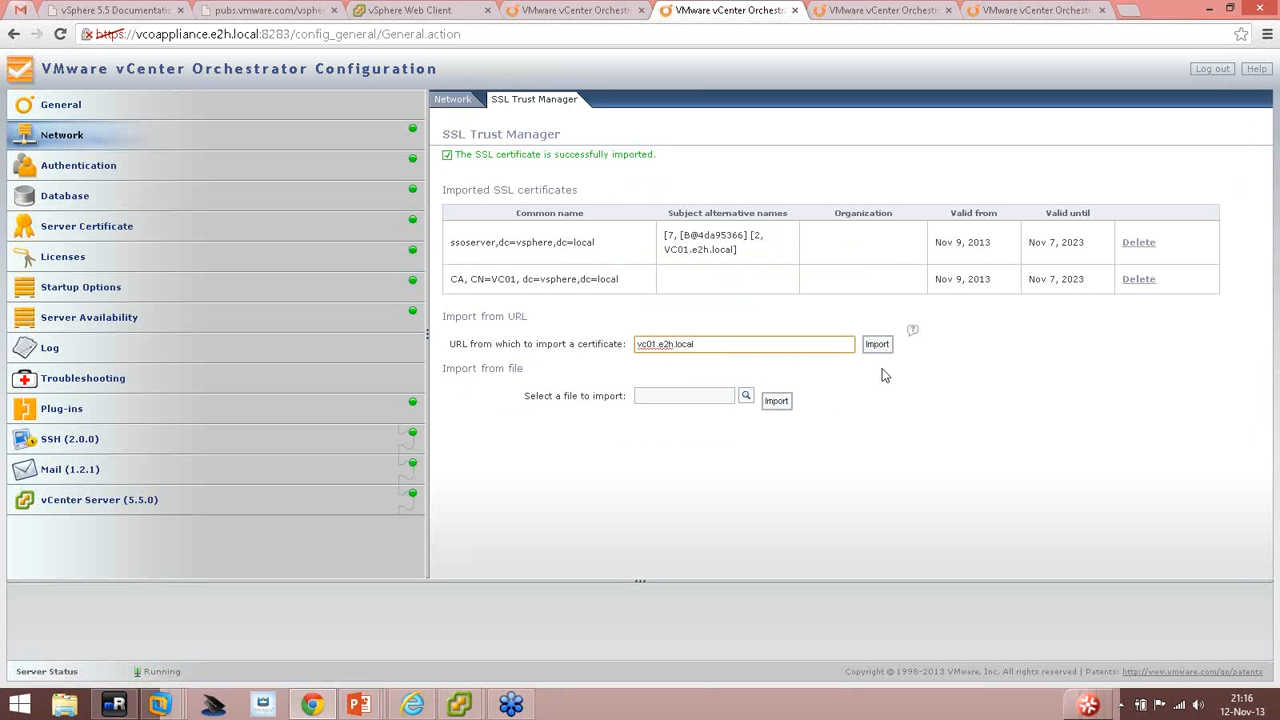 vSphere 5.5 Documentation
pubs.vmware.com/vsphe
vSphere Web Client
VMware vCenter Orchestr
VMware vCenter Orchestr
VMware vCenter Orchestr
VMware vCenter Orchestr
https://vcoappliance.e2h.local:8283/config_general/General.action
VMware vCenter Orchestrator Configuration
Log out
Help
General
Network
Authentication
Database
Server Certificate
Licenses
Startup Options
Server Availability
Log
Troubleshooting
Plug-ins
SSH (2.0.0)
Mail (1.2.1)
vCenter Server (5.5.0)
Network
SSL Trust Manager
SSL Trust Manager
The SSL certificate is successfully imported.
Imported SSL certificates
Common name Subject alternative names Organization Valid from Valid until
ssoserver,dc=vsphere,dc=local [7, [B@4da95366] [2, VC01.e2h.local] Nov 9, 2013 Nov 7, 2023 Delete
CA, CN=VC01, dc=vsphere,dc=local Nov 9, 2013 Nov 7, 2023 Delete
Import from URL
URL from which to import a certificate: vc01.e2h.local Import
Import from file
Select a file to import: Import
Server Status Running
Copyright © 1998-2013 VMware, Inc. All rights reserved | Patents: http://www.vmware.com/go/patents
21:16
12-Nov-13